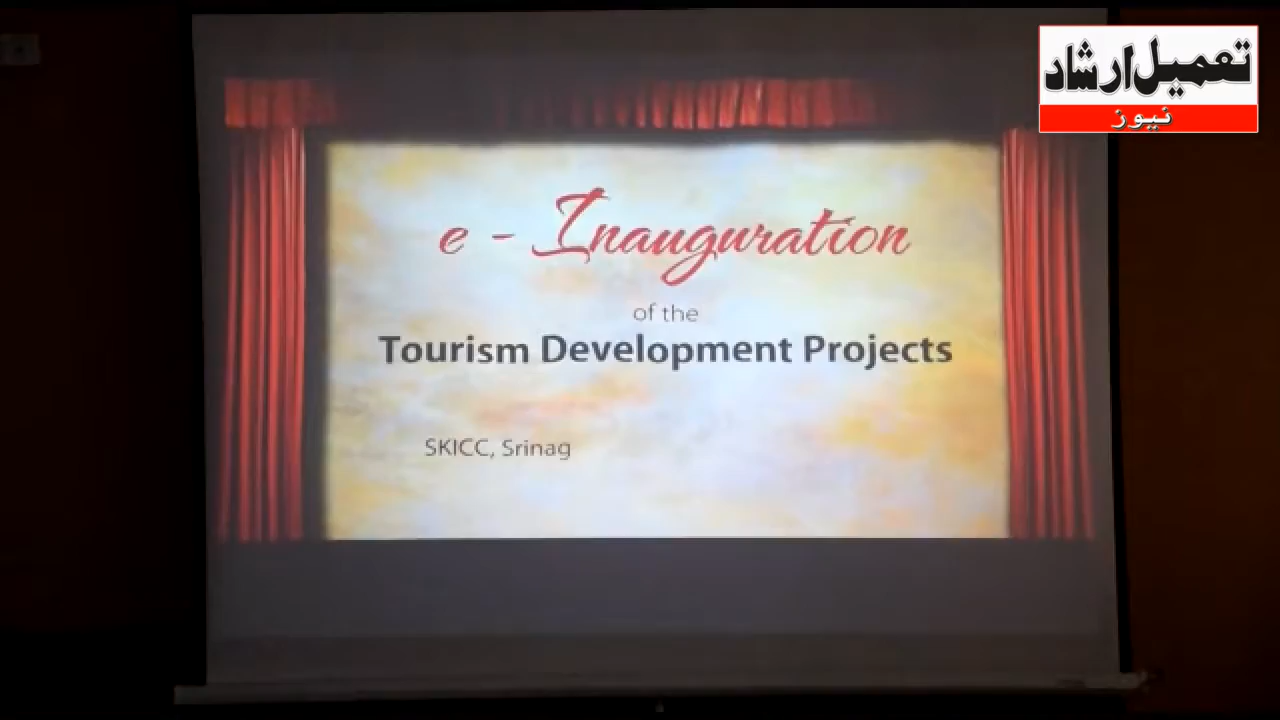 تعمیل ارشاد
نیوز
e - Inauguration
of the
Tourism Development Projects
SKICC, Srinag